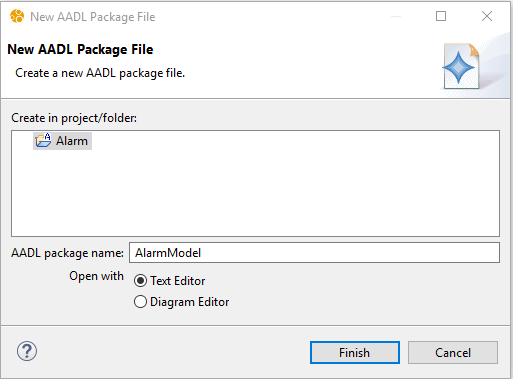 New AADL Package File
New AADL Package File
Create a new AADL package file.
Create in project/folder:
Alarm
AADL package name: AlarmModel
Open with Text Editor
Diagram Editor
? Finish Cancel